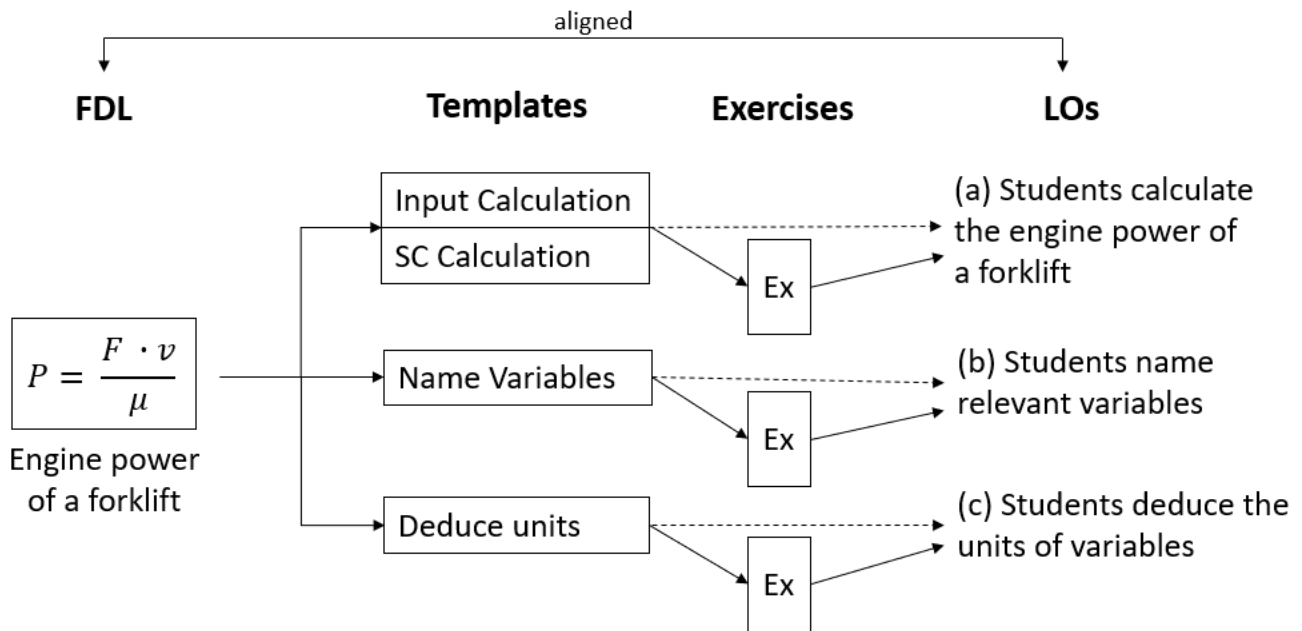 aligned
FDL
Templates
Exercises
LOs
Input Calculation
SC Calculation
Ex
(a) Students calculate
the engine power of
a forklift
P = F · v / μ
Engine power
of a forklift
Name Variables
Ex
(b) Students name
relevant variables
Deduce units
Ex
(c) Students deduce the
units of variables